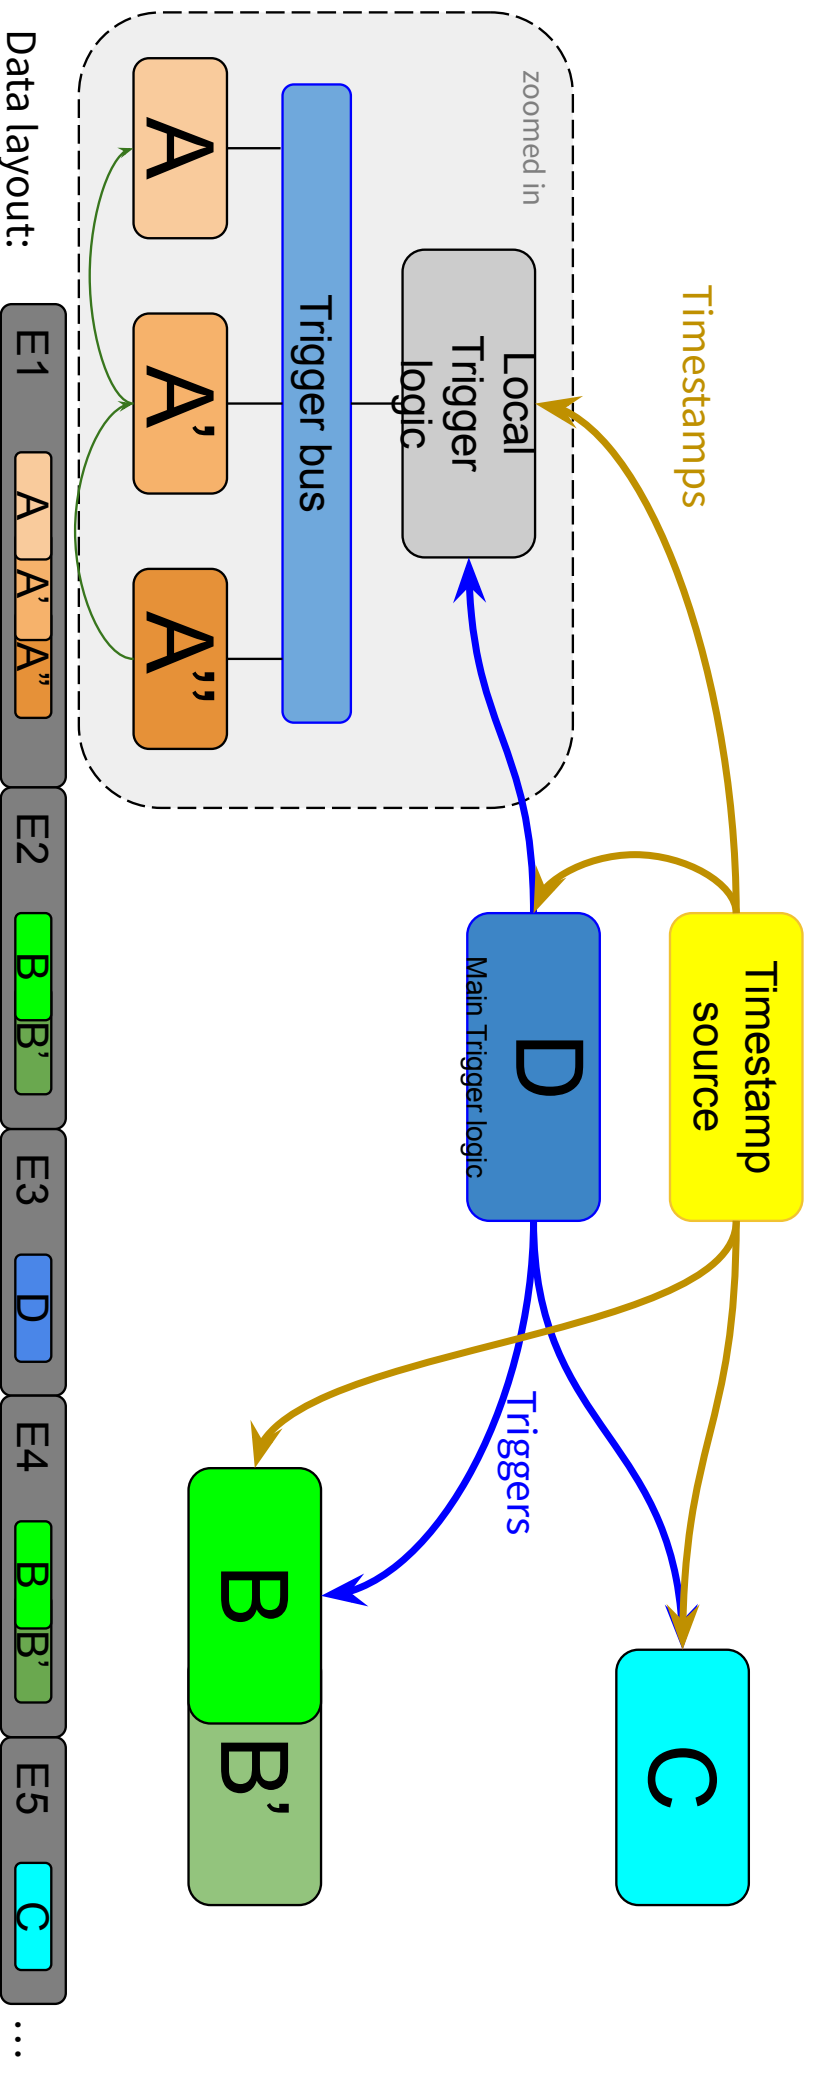 Timestamp
source
Timestamps
zoomed in
Local
Trigger
logic
D
Main Trigger logic
Triggers
C
Trigger bus
A
A’
A’’
B
B’
Data layout:
E1
A
A’
A”
E2
B
B’
E3
D
E4
B
B’
E5
C
...